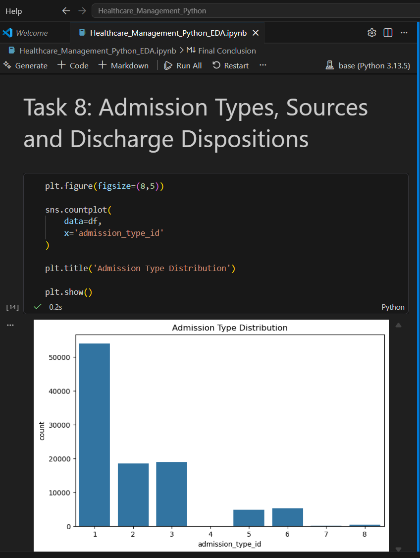 Help
Healthcare_Management_Python
Welcome
Healthcare_Management_Python_EDA.ipynb
Healthcare_Management_Python_EDA.ipynb > M↓ Final Conclusion
Generate + Code + Markdown Run All Restart ... base (Python 3.13.5)
Task 8: Admission Types, Sources
and Discharge Dispositions
plt.figure(figsize=(8,5))
sns.countplot(
data=df,
x='admission_type_id'
)
plt.title('Admission Type Distribution')
plt.show()
[14] 0.2s Python
...
Admission Type Distribution
50000
40000
30000
20000
10000
0
count
1 2 3 4 5 6 7 8
admission_type_id